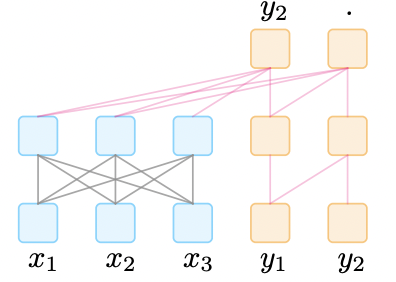 y₂ .
x₁ x₂ x₃ y₁ y₂